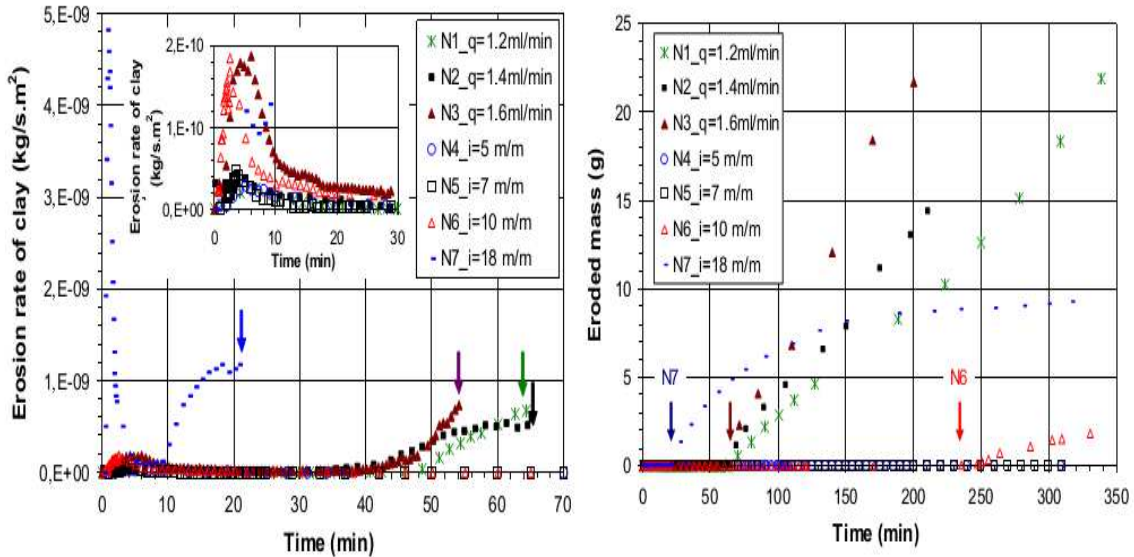 5,E-09
4,E-09
3,E-09
2,E-09
1,E-09
0,E+00
Erosion rate of clay (kg/s.m²)
0 10 20 30 40 50 60 70
Time (min)
2,E-10
1,E-10
0,E+00
Erosion rate of clay
(kg/s.m²)
0 10 20 30
Time (min)
N1_q=1.2ml/min
N2_q=1.4ml/min
N3_q=1.6ml/min
N4_i=5 m/m
N5_i=7 m/m
N6_i=10 m/m
N7_i=18 m/m
25
20
15
10
5
0
Eroded mass (g)
0 50 100 150 200 250 300 350
Time (min)
N1_q=1.2ml/min
N2_q=1.4ml/min
N3_q=1.6ml/min
N4_i=5 m/m
N5_i=7 m/m
N6_i=10 m/m
N7_i=18 m/m
N7
N6